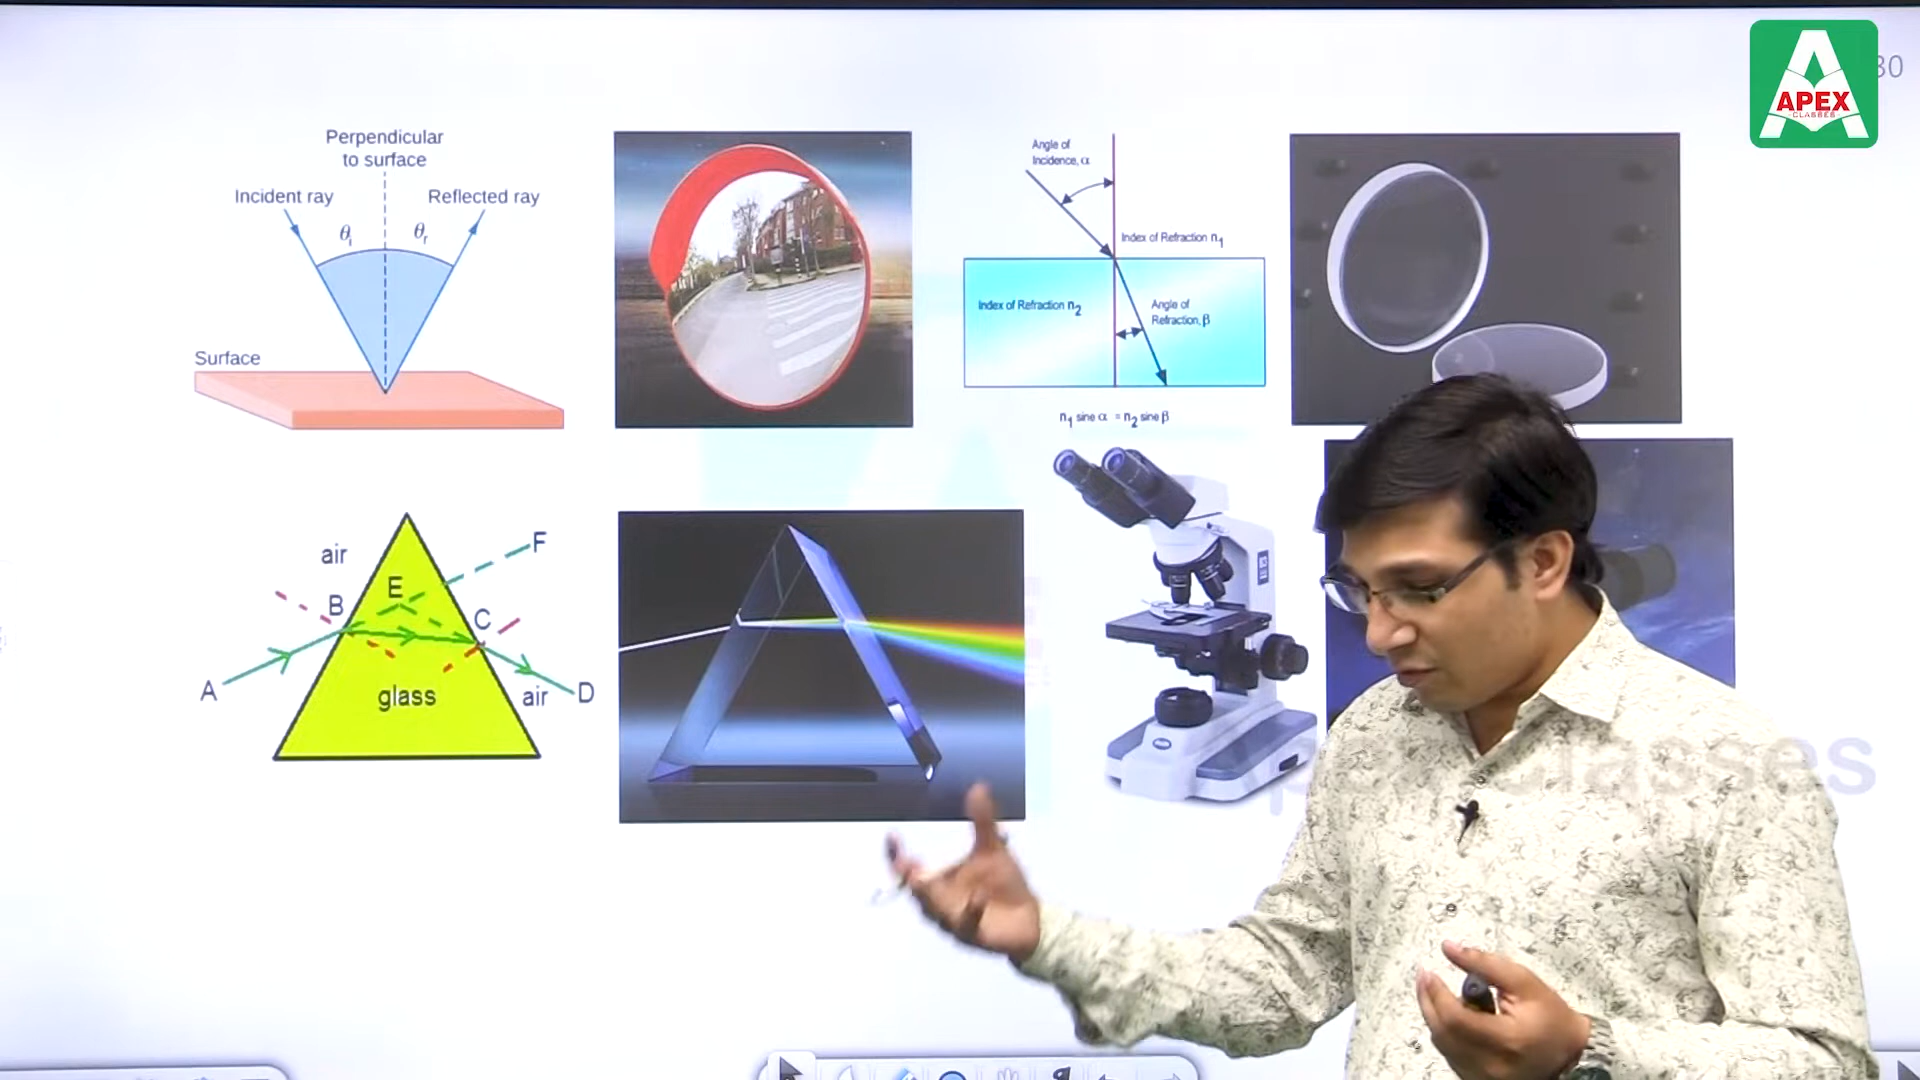 30
APEX
CLASSES
Perpendicular
to surface
Incident ray
Reflected ray
θi
θr
Surface
Angle of
Incidence, α
Index of Refraction n1
Index of Refraction n2
Angle of
Refraction, β
n1 sine α = n2 sine β
air
E
F
B
C
A
glass
air
D
Classes